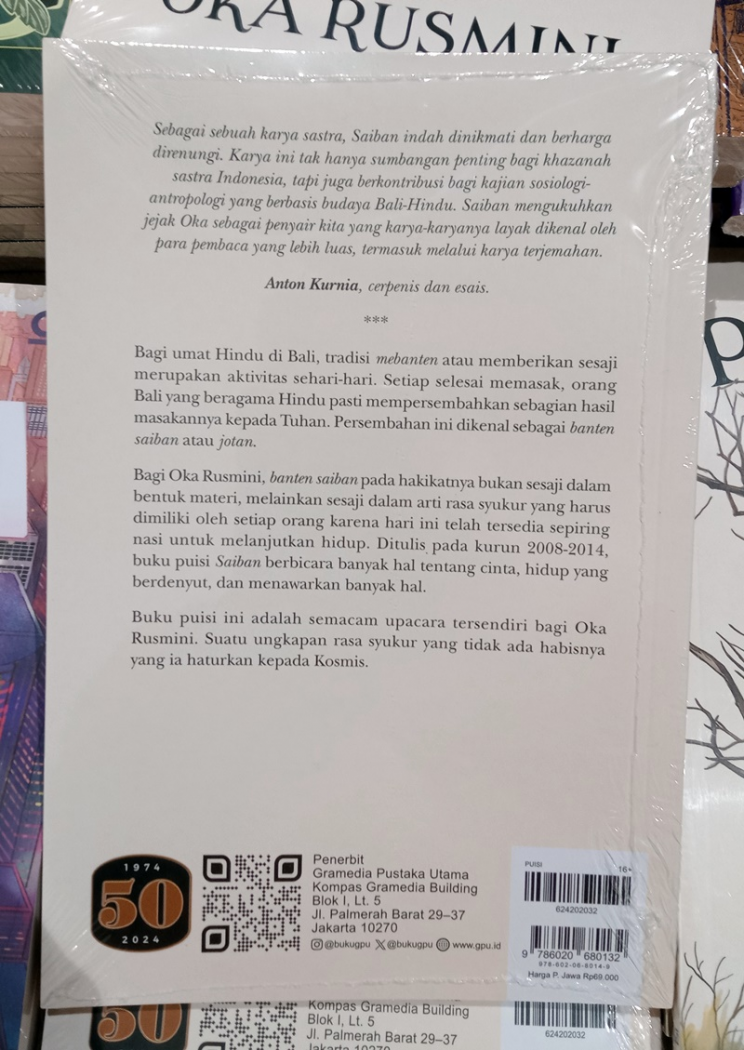 OKA RUSMINI
Sebagai sebuah karya sastra, Saiban indah dinikmati dan berharga
direnungi. Karya ini tak hanya sumbangan penting bagi khazanah
sastra Indonesia, tapi juga berkontribusi bagi kajian sosiologi-
antropologi yang berbasis budaya Bali-Hindu. Saiban mengukuhkan
jejak Oka sebagai penyair kita yang karya-karyanya layak dikenal oleh
para pembaca yang lebih luas, termasuk melalui karya terjemahan.
Anton Kurnia, cerpenis dan esais.
***
Bagi umat Hindu di Bali, tradisi mebanten atau memberikan sesaji
merupakan aktivitas sehari-hari. Setiap selesai memasak, orang
Bali yang beragama Hindu pasti mempersembahkan sebagian hasil
masakannya kepada Tuhan. Persembahan ini dikenal sebagai banten
saiban atau jotan.
Bagi Oka Rusmini, banten saiban pada hakikatnya bukan sesaji dalam
bentuk materi, melainkan sesaji dalam arti rasa syukur yang harus
dimiliki oleh setiap orang karena hari ini telah tersedia sepiring
nasi untuk melanjutkan hidup. Ditulis pada kurun 2008-2014,
buku puisi Saiban berbicara banyak hal tentang cinta, hidup yang
berdenyut, dan menawarkan banyak hal.
Buku puisi ini adalah semacam upacara tersendiri bagi Oka
Rusmini. Suatu ungkapan rasa syukur yang tidak ada habisnya
yang ia haturkan kepada Kosmis.
1974
50
2024
Penerbit
Gramedia Pustaka Utama
Kompas Gramedia Building
Blok I, Lt. 5
Jl. Palmerah Barat 29–37
Jakarta 10270
@bukugpu @bukugpu www.gpu.id
PUISI 16+
624202032
9 786020 680132
Harga P. Jawa Rp69.000
50
Kompas Gramedia Building
Blok I, Lt. 5
Jl. Palmerah Barat 29–37
Jakarta 10270
624202032
P